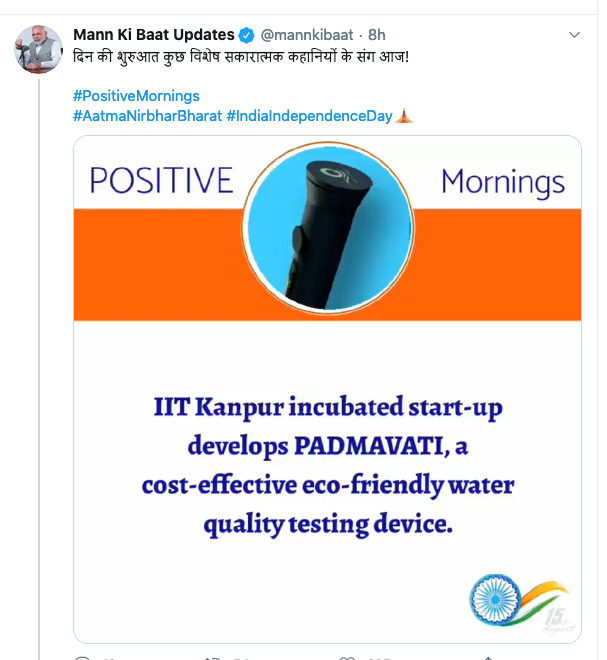 Mann Ki Baat Updates @mannkibaat · 8h
दिन की शुरुआत कुछ विशेष सकारात्मक कहानियों के संग आज!
#PositiveMornings
#AatmaNirbharBharat #IndiaIndependenceDay
POSITIVE Mornings
IIT Kanpur incubated start-up
develops PADMAVATI, a
cost-effective eco-friendly water
quality testing device.
15
August